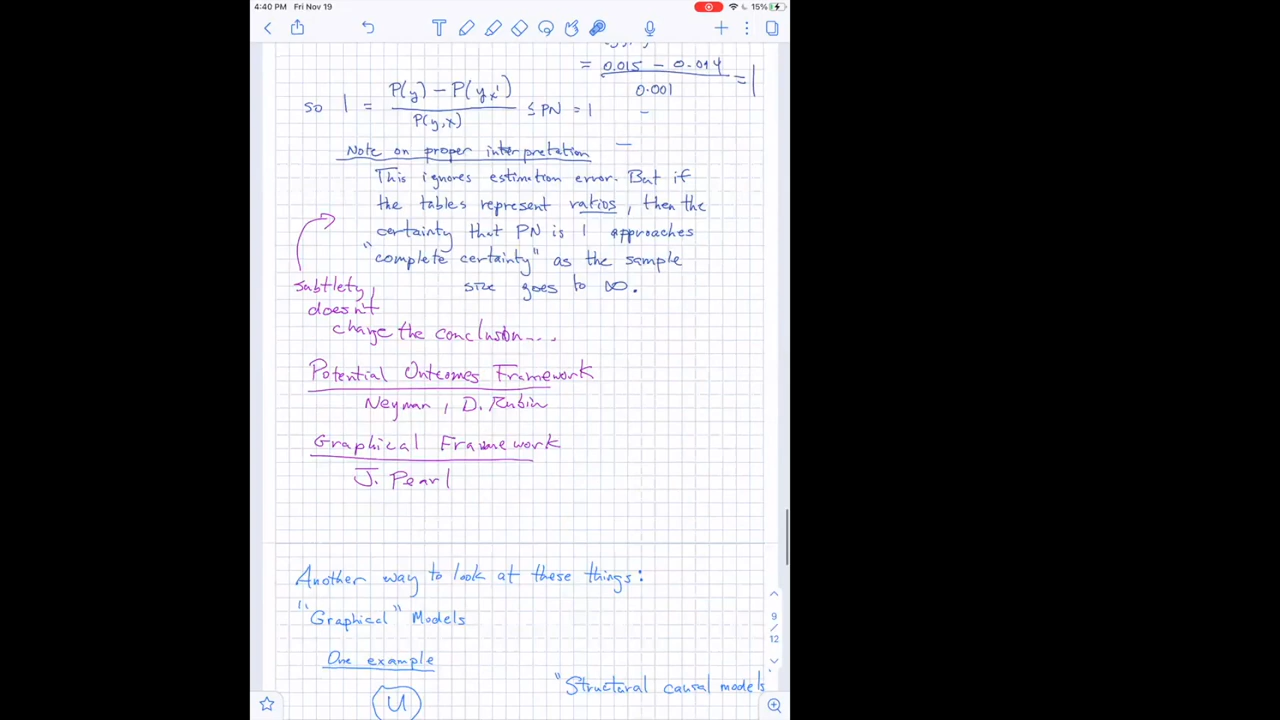 4:40 PM Fri Nov 19
15%
= 0.015 – 0.014 / 0.001 = 1
so 1 = P(y) – P(y_x') / P(y,x) ≤ PN = 1
Note on proper interpretation
This ignores estimation error. But if
the tables represent ratios, then the
certainty that PN is 1 approaches
"complete certainty" as the sample
size goes to ∞.
subtlety
doesn't
change the conclusion...
Potential Outcomes Framework
Neyman, D. Rubin
Graphical Framework
J. Pearl
Another way to look at these things:
"Graphical" Models
One example
"Structural causal models
U
9
/
12